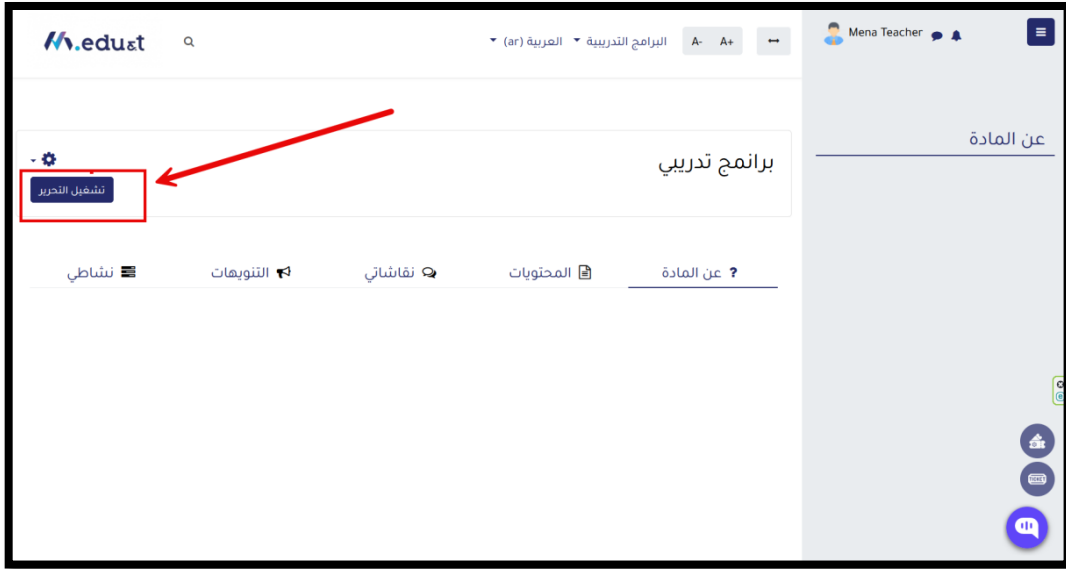 Mena Teacher
A- A+
البرامج التدريبية
العربية ‎(ar)‎
M.edu&t
عن المادة
برانمج تدريبي
تشغيل التحرير
? عن المادة
المحتويات
نقاشاتي
التنويهات
نشاطي